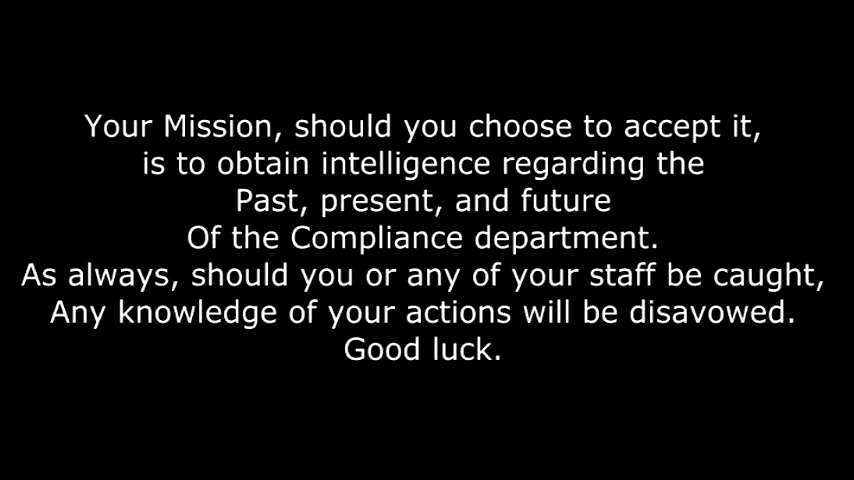 Your Mission, should you choose to accept it,
is to obtain intelligence regarding the
Past, present, and future
Of the Compliance department.
As always, should you or any of your staff be caught,
Any knowledge of your actions will be disavowed.
Good luck.